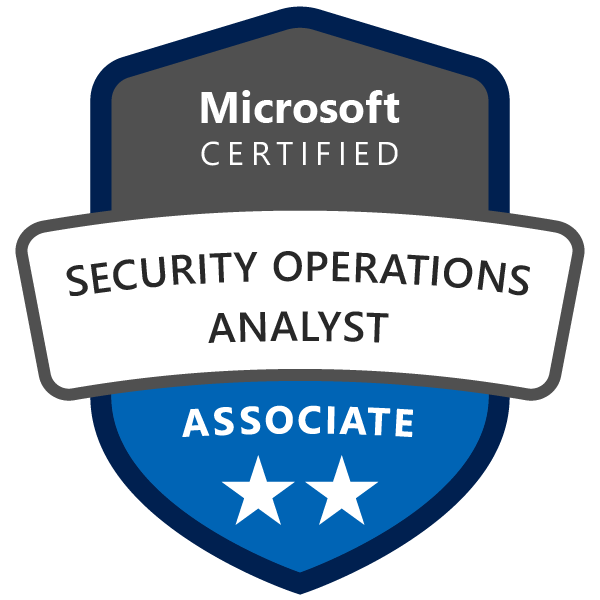 Microsoft
CERTIFIED
SECURITY OPERATIONS
ANALYST
ASSOCIATE